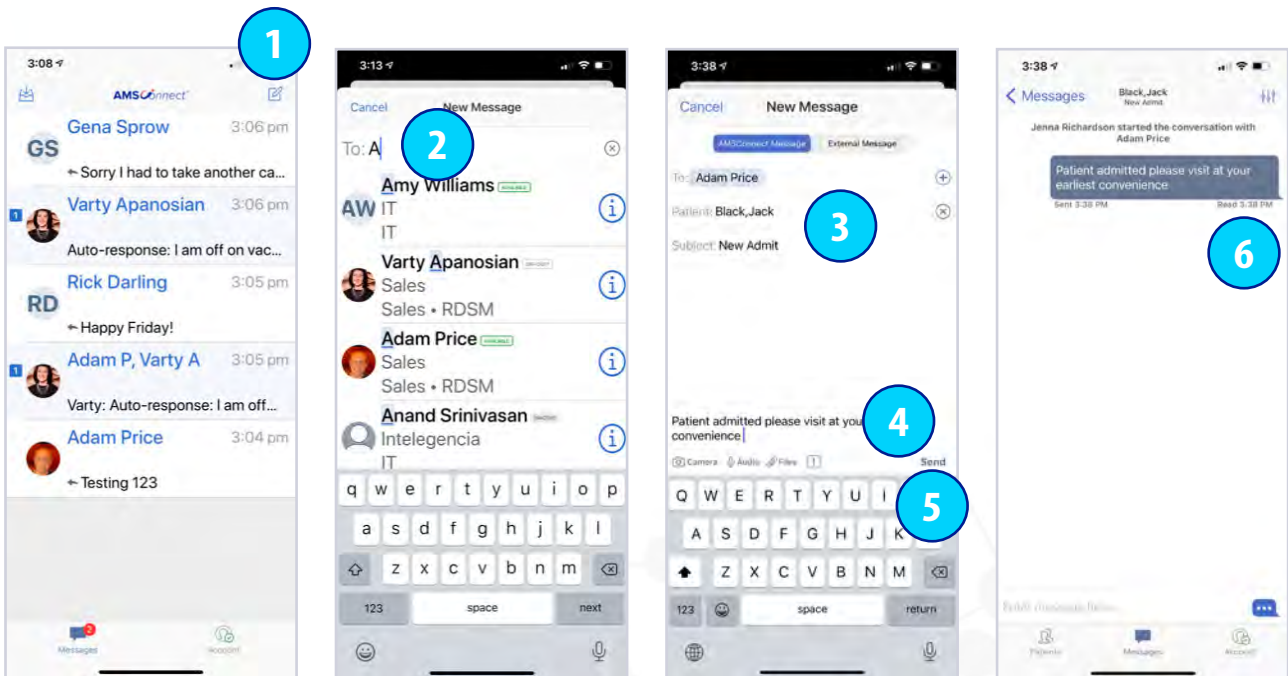 1
3:08
AMSConnect
Gena Sprow 3:06 pm
GS
Sorry I had to take another ca...
Varty Apanosian 3:06 pm
1
Auto-response: I am off on vac...
Rick Darling 3:05 pm
RD
Happy Friday!
Adam P, Varty A 3:05 pm
1
Varty: Auto-response: I am off...
Adam Price 3:04 pm
Testing 123
2
Messages Account
3:13
Cancel New Message
To: A
2
Amy Williams AVAILABLE
AW IT
IT
Varty Apanosian
Sales
Sales • RDSM
Adam Price AVAILABLE
Sales
Sales • RDSM
Anand Srinivasan
Intelegencia
IT
q w e r t y u i o p
a s d f g h j k l
z x c v b n m
123 space next
3:38
Cancel New Message
AMSConnect Message External Message
To: Adam Price
Patient: Black,Jack
3
Subject: New Admit
Patient admitted please visit at you
4
convenience
Camera Audio Files Send
Q W E R T Y U I
5
A S D F G H J K
Z X C V B N M
123 space return
3:38
Messages Black,Jack
New Admit
Jenna Richardson started the conversation with
Adam Price
Patient admitted please visit at your
earliest convenience
Sent 3:38 PM Read 3:38 PM
6
Patients Messages Account